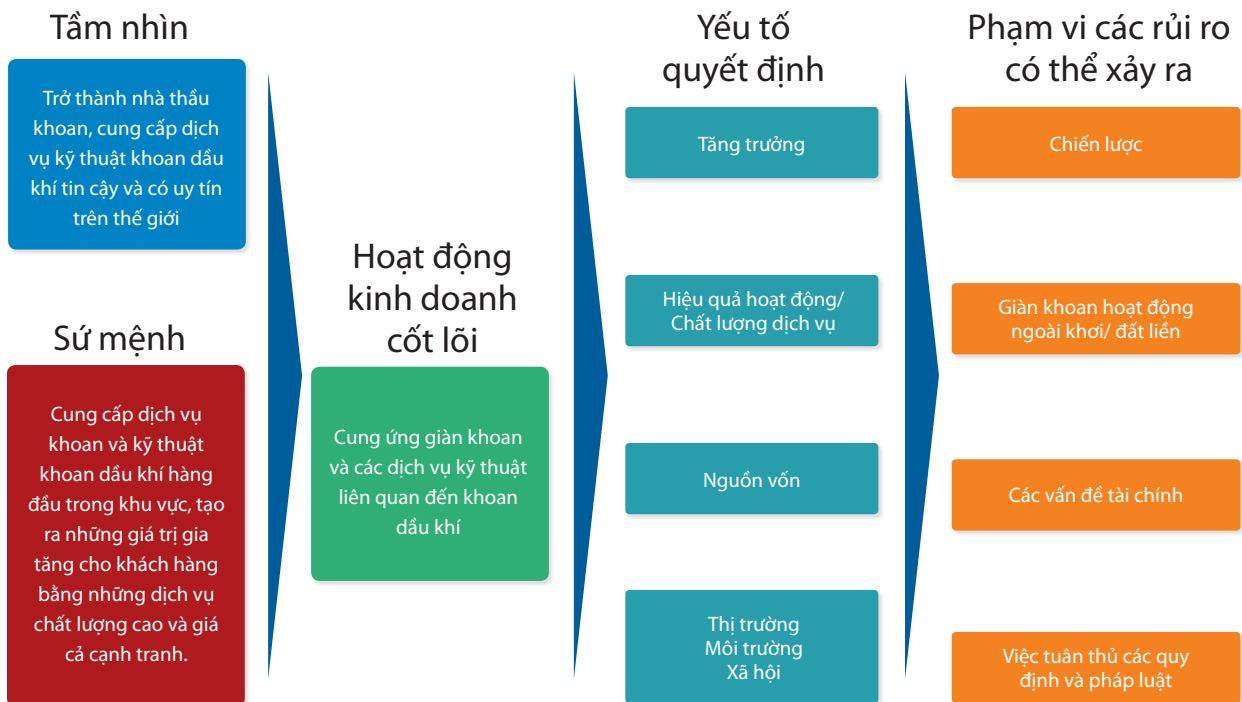 Tầm nhìn
Trở thành nhà thầu
khoan, cung cấp dịch
vụ kỹ thuật khoan dầu
khí tin cậy và có uy tín
trên thế giới
Sứ mệnh
Cung cấp dịch vụ
khoan và kỹ thuật
khoan dầu khí hàng
đầu trong khu vực, tạo
ra những giá trị gia
tăng cho khách hàng
bằng những dịch vụ
chất lượng cao và giá
cả cạnh tranh.
Hoạt động
kinh doanh
cốt lõi
Cung ứng giàn khoan
và các dịch vụ kỹ thuật
liên quan đến khoan
dầu khí
Yếu tố
quyết định
Tăng trưởng
Hiệu quả hoạt động/
Chất lượng dịch vụ
Nguồn vốn
Thị trường
Môi trường
Xã hội
Phạm vi các rủi ro
có thể xảy ra
Chiến lược
Giàn khoan hoạt động
ngoài khơi/ đất liền
Các vấn đề tài chính
Việc tuân thủ các quy
định và pháp luật